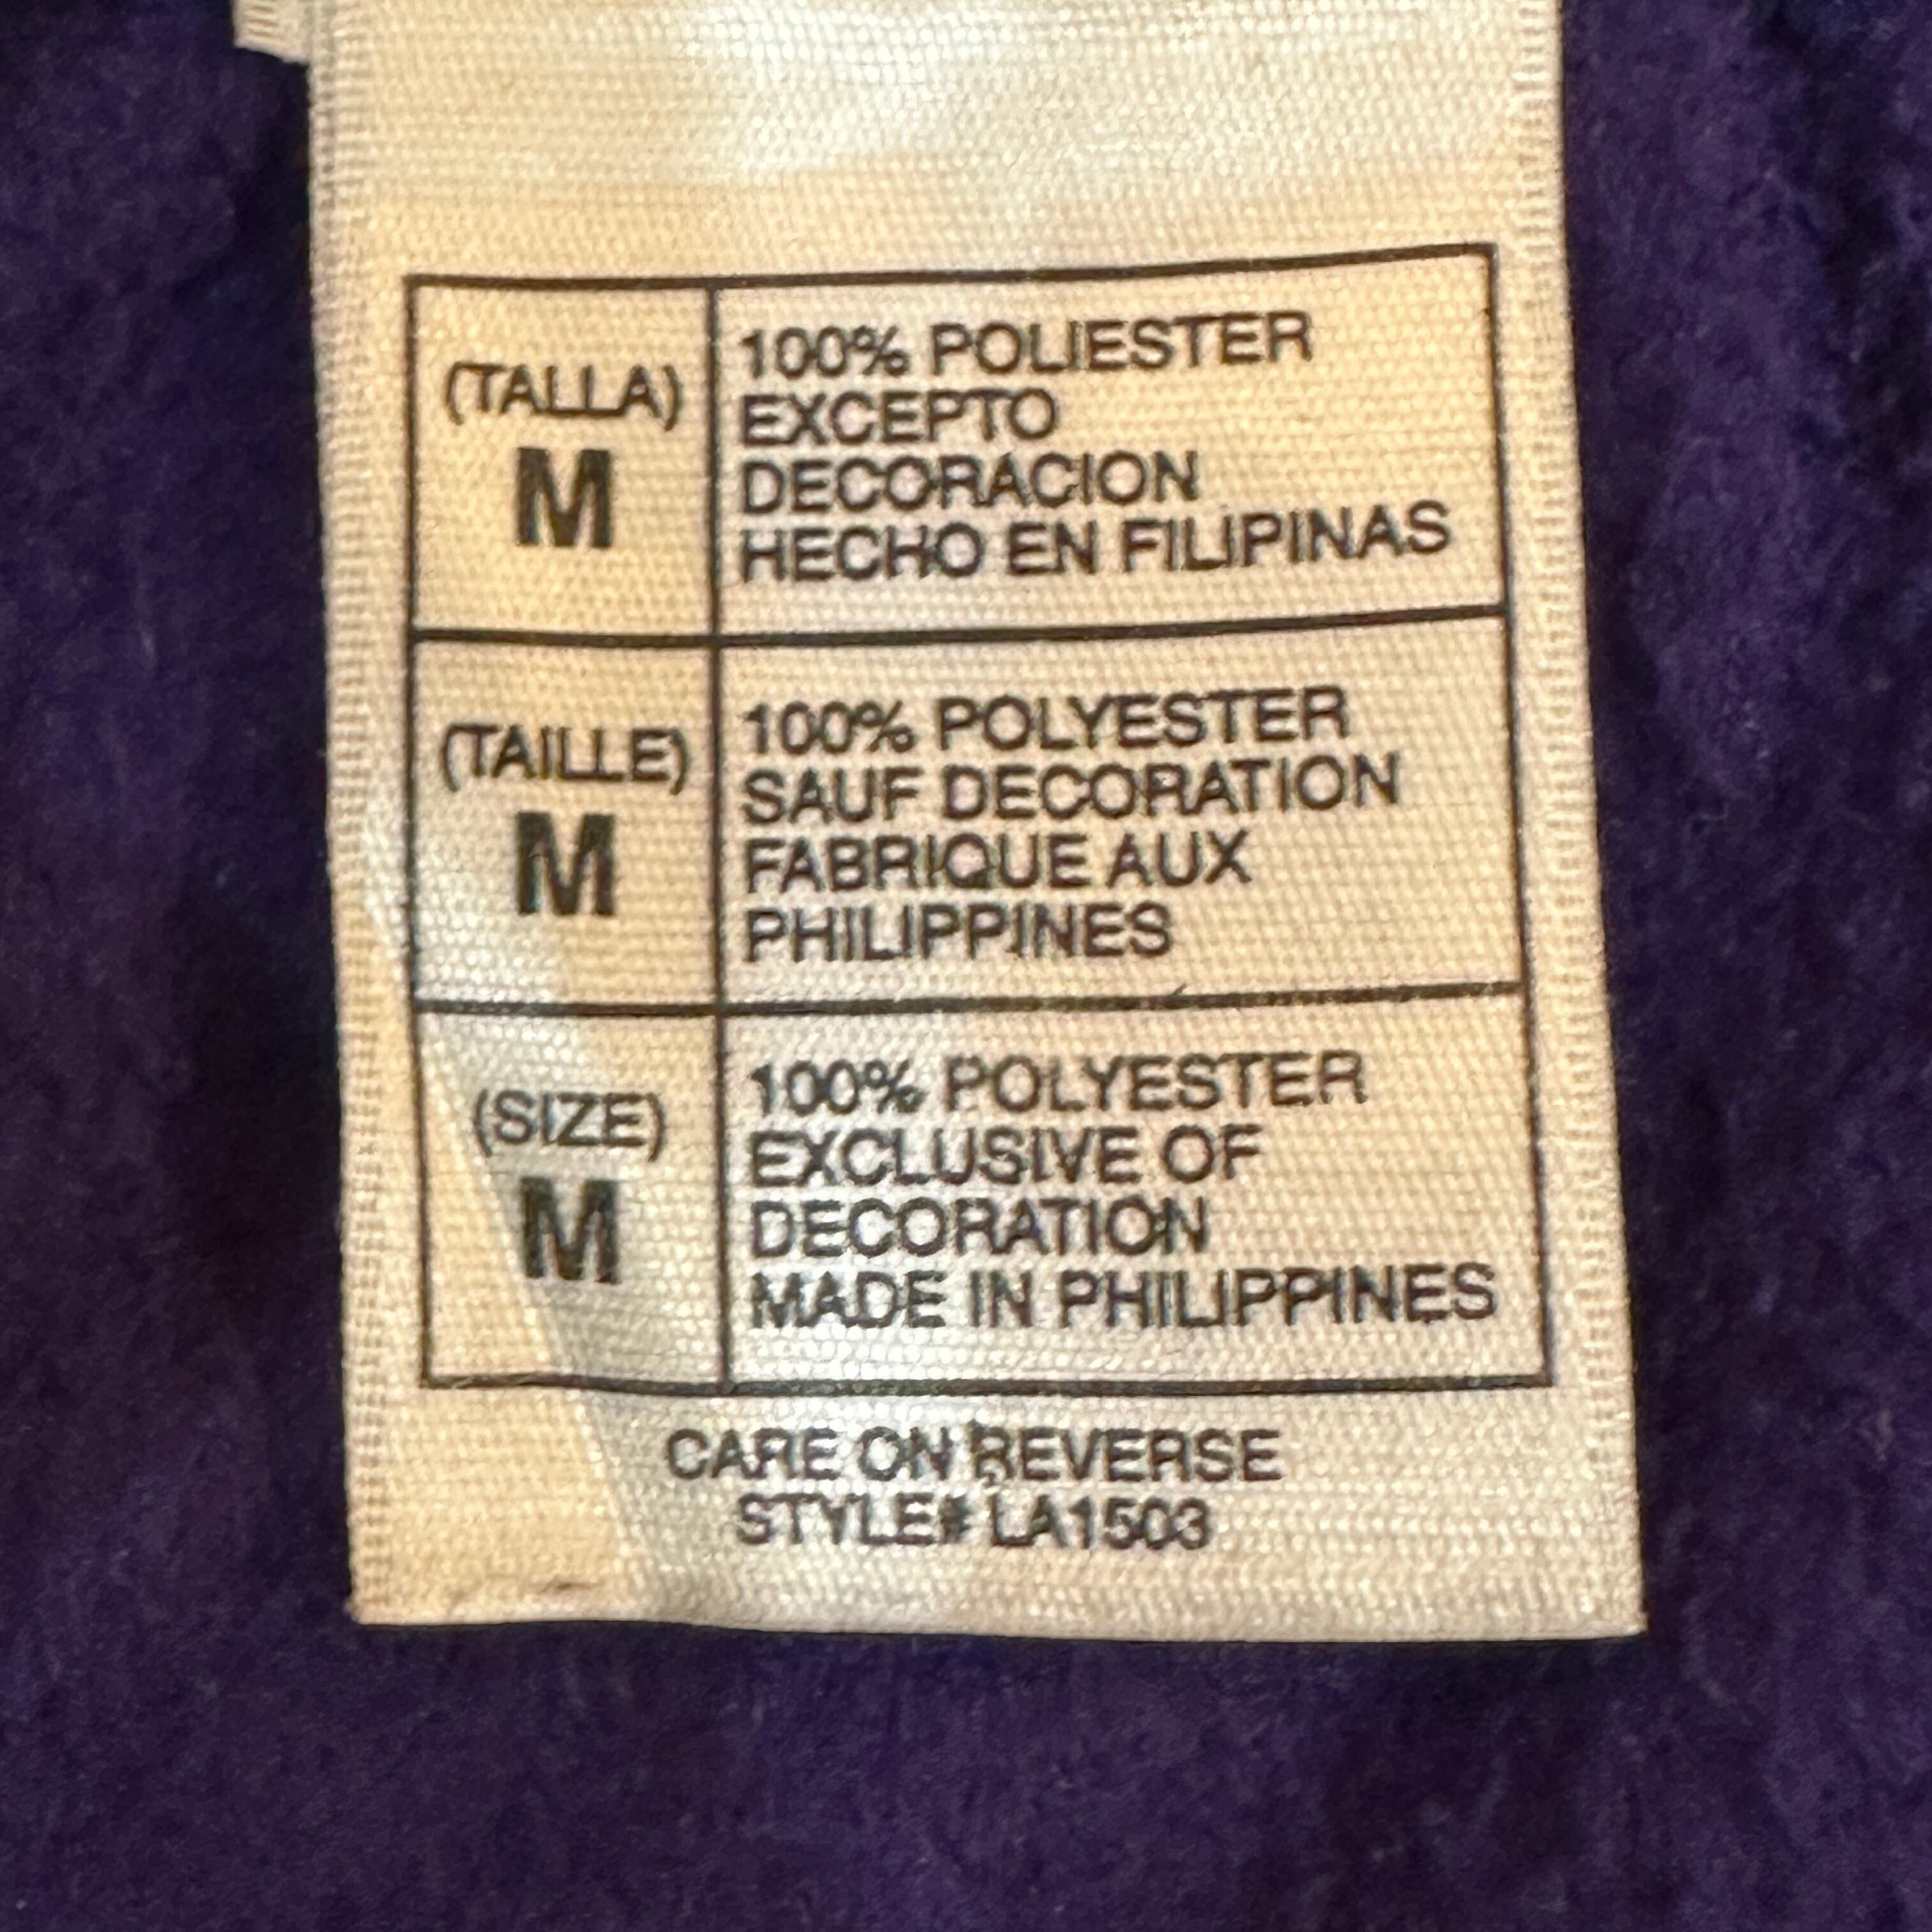 (TALLA)
M
100% POLIESTER
EXCEPTO
DECORACION
HECHO EN FILIPINAS
(TAILLE)
M
100% POLYESTER
SAUF DECORATION
FABRIQUE AUX
PHILIPPINES
(SIZE)
M
100% POLYESTER
EXCLUSIVE OF
DECORATION
MADE IN PHILIPPINES
CARE ON REVERSE
STYLE# LA1503